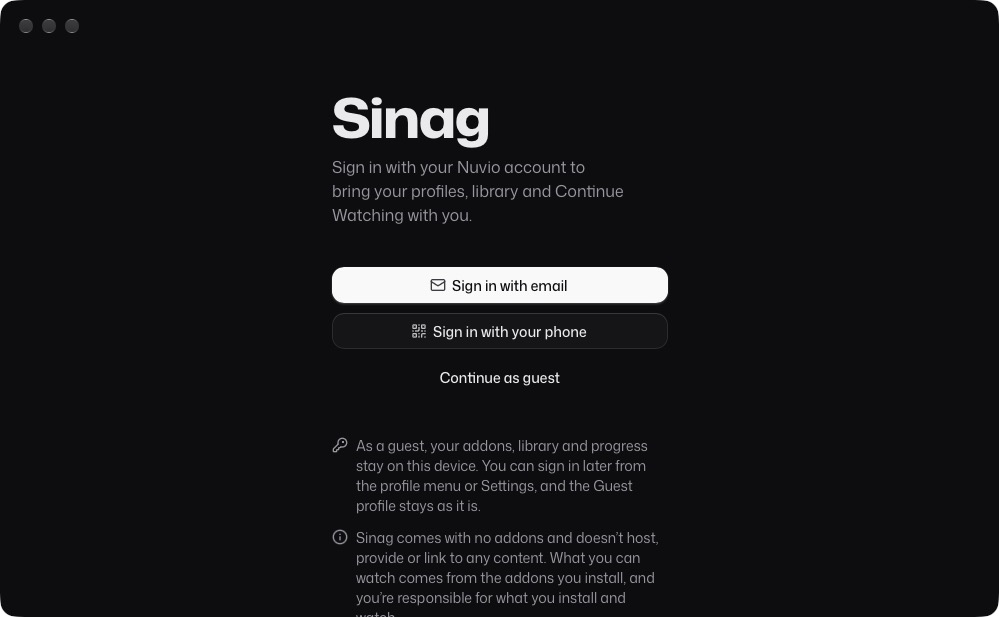 Sinag
Sign in with your Nuvio account to
bring your profiles, library and Continue
Watching with you.
Sign in with email
Sign in with your phone
Continue as guest
As a guest, your addons, library and progress
stay on this device. You can sign in later from
the profile menu or Settings, and the Guest
profile stays as it is.
Sinag comes with no addons and doesn't host,
provide or link to any content. What you can
watch comes from the addons you install, and
you're responsible for what you install and
watch.